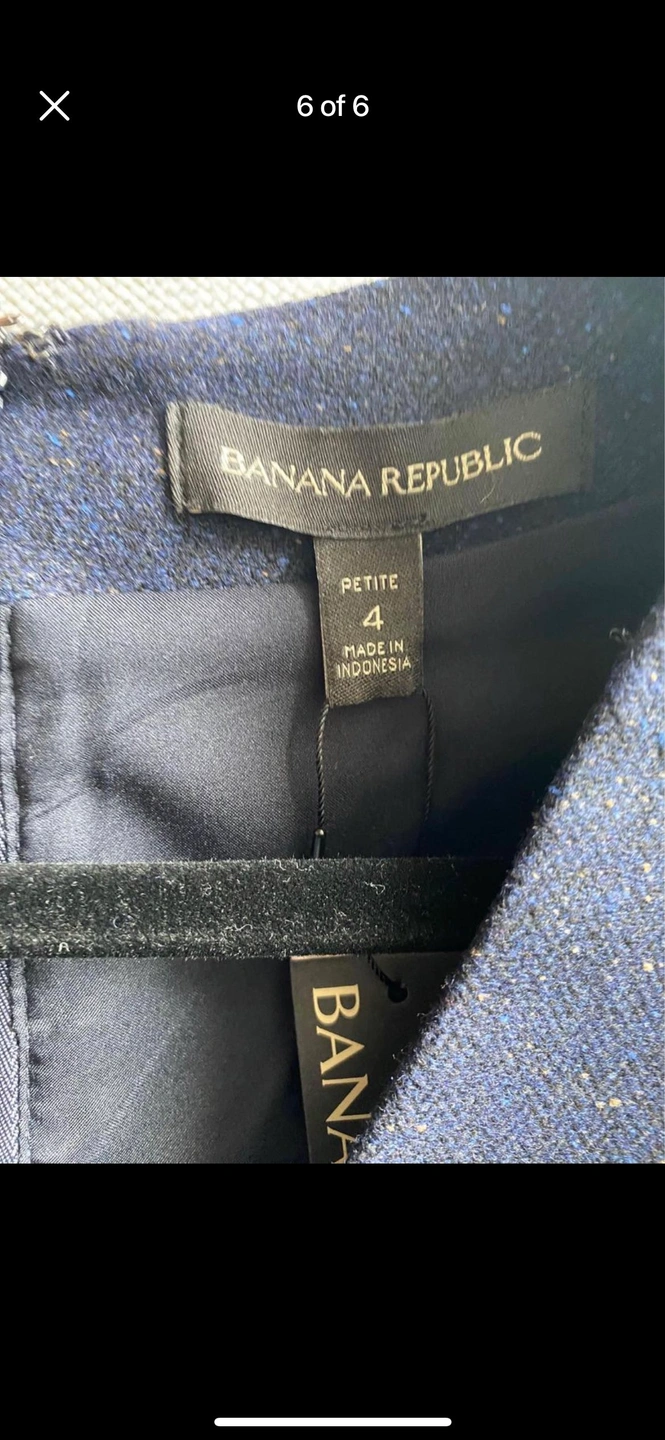 6 of 6
BANANA REPUBLIC
PETITE
4
MADE IN
INDONESIA
BANA